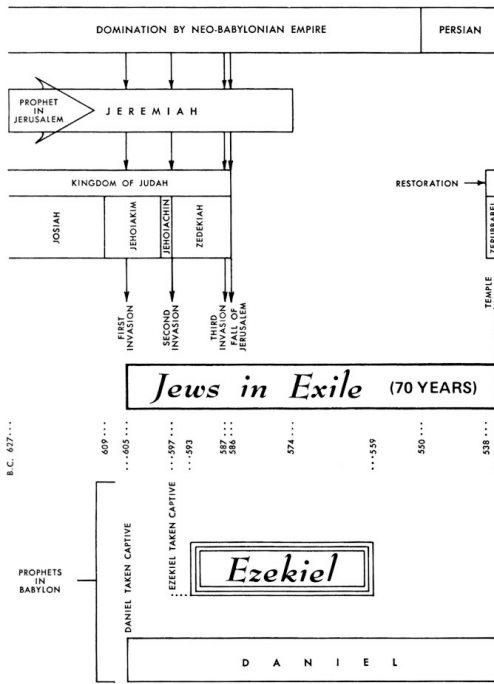 DOMINATION BY NEO-BABYLONIAN EMPIRE
PERSIAN
PROPHET
IN
JERUSALEM
JEREMIAH
KINGDOM OF JUDAH
RESTORATION
JOSIAH
JEHOIAKIM
JEHOIACHIN
ZEDEKIAH
ZERUBBABEL
FIRST
INVASION
SECOND
INVASION
THIRD
INVASION
FALL OF
JERUSALEM
TEMPLE
Jews in Exile (70 YEARS)
B.C. 627...
609...
...605...
...597...
...593
587...
586...
574...
...559
550...
538...
PROPHETS
IN
BABYLON
DANIEL TAKEN CAPTIVE
EZEKIEL TAKEN CAPTIVE
Ezekiel
DANIEL